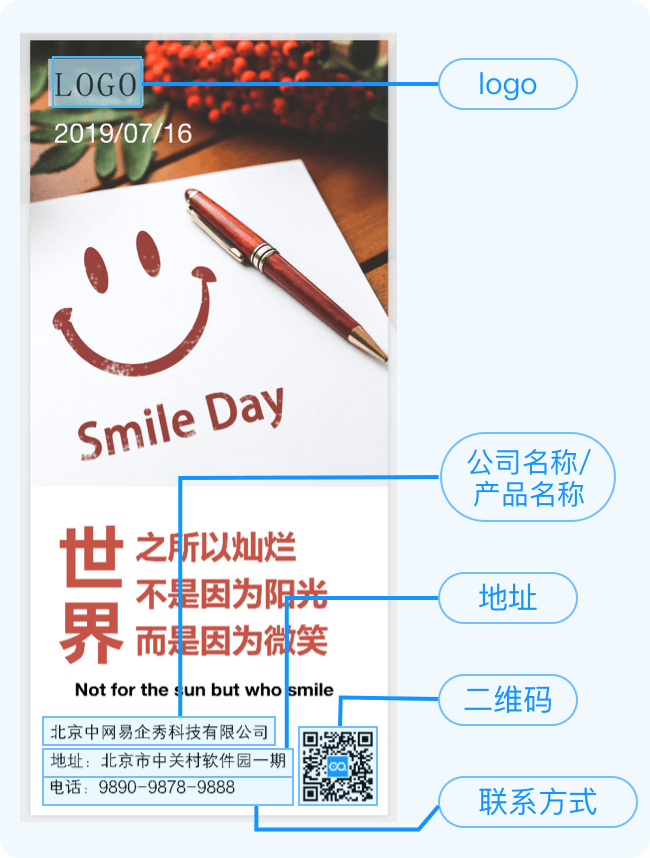 LOGO
logo
2019/07/16
Smile Day
公司名称/
产品名称
世界
之所以灿烂
不是因为阳光
而是因为微笑
地址
Not for the sun but who smile
二维码
北京中网易企秀科技有限公司
地址：北京市中关村软件园一期
电话：9890-9878-9888
联系方式